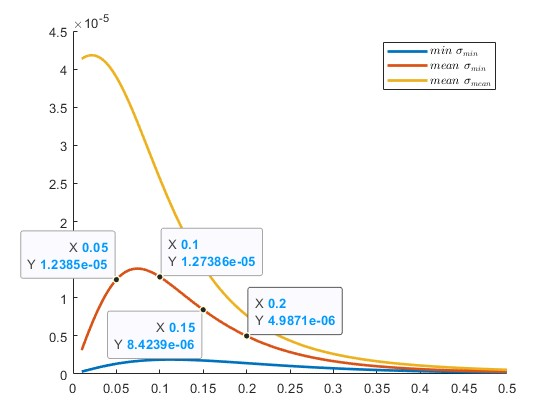 ×10⁻⁵
4.5
4
3.5
3
2.5
2
1
0.5
0
min σmin
mean σmin
mean σmean
X 0.05
Y 1.2385e-05
X 0.1
Y 1.27386e-05
X 0.15
Y 8.4239e-06
X 0.2
Y 4.9871e-06
0 0.05 0.1 0.15 0.2 0.25 0.3 0.35 0.4 0.45 0.5